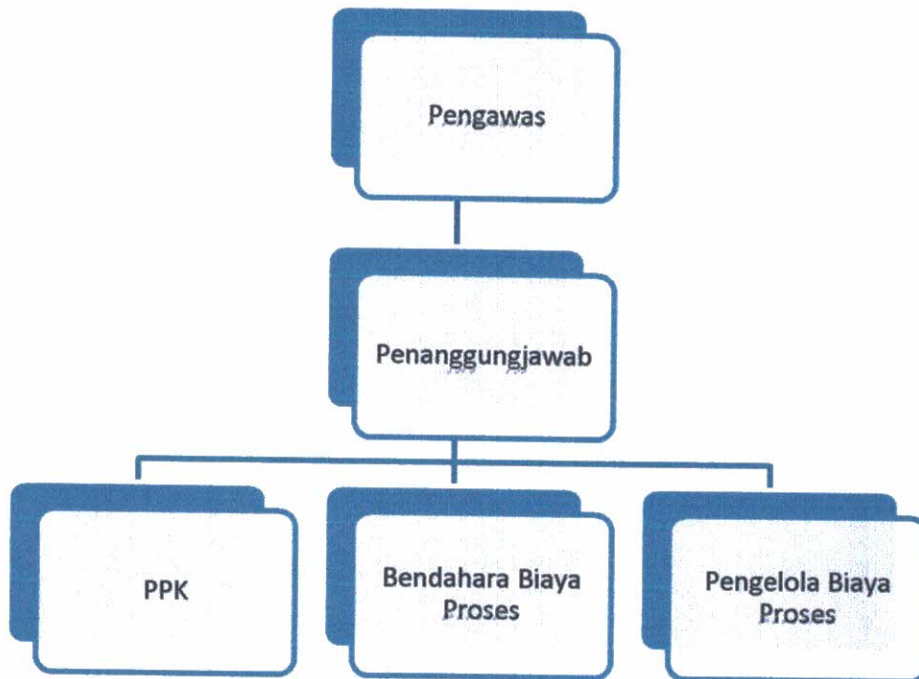 Pengawas
Penanggungjawab
PPK
Bendahara Biaya
Proses
Pengelola Biaya
Proses